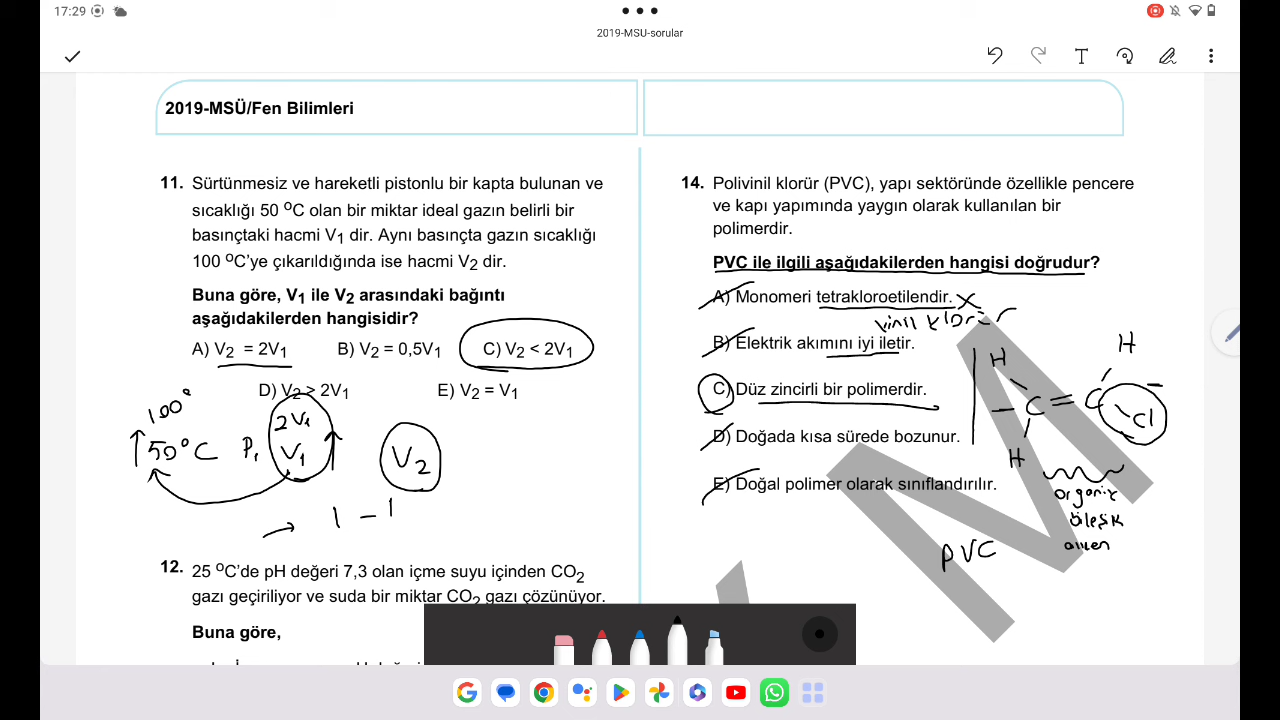 17:29
2019-MSU-sorular
T
2019-MSÜ/Fen Bilimleri
11. Sürtünmesiz ve hareketli pistonlu bir kapta bulunan ve
sıcaklığı 50 °C olan bir miktar ideal gazın belirli bir
basınçtaki hacmi V1 dir. Aynı basınçta gazın sıcaklığı
100 °C'ye çıkarıldığında ise hacmi V2 dir.
Buna göre, V1 ile V2 arasındaki bağıntı
aşağıdakilerden hangisidir?
A) V2 = 2V1 B) V2 = 0,5V1 C) V2 < 2V1
D) V2 > 2V1 E) V2 = V1
100°
2V1
50°C P1 V1 V2
1 - 1
12. 25 °C'de pH değeri 7,3 olan içme suyu içinden CO2
gazı geçiriliyor ve suda bir miktar CO2 gazı çözünüyor.
Buna göre,
14. Polivinil klorür (PVC), yapı sektöründe özellikle pencere
ve kapı yapımında yaygın olarak kullanılan bir
polimerdir.
PVC ile ilgili aşağıdakilerden hangisi doğrudur?
A) Monomeri tetrakloroetilendir.
vinil klorür
B) Elektrik akımını iyi iletir.
C) Düz zincirli bir polimerdir.
D) Doğada kısa sürede bozunur.
E) Doğal polimer olarak sınıflandırılır.
H
H
C = C
Cl
H
organik
bileşik
alken
PVC
M